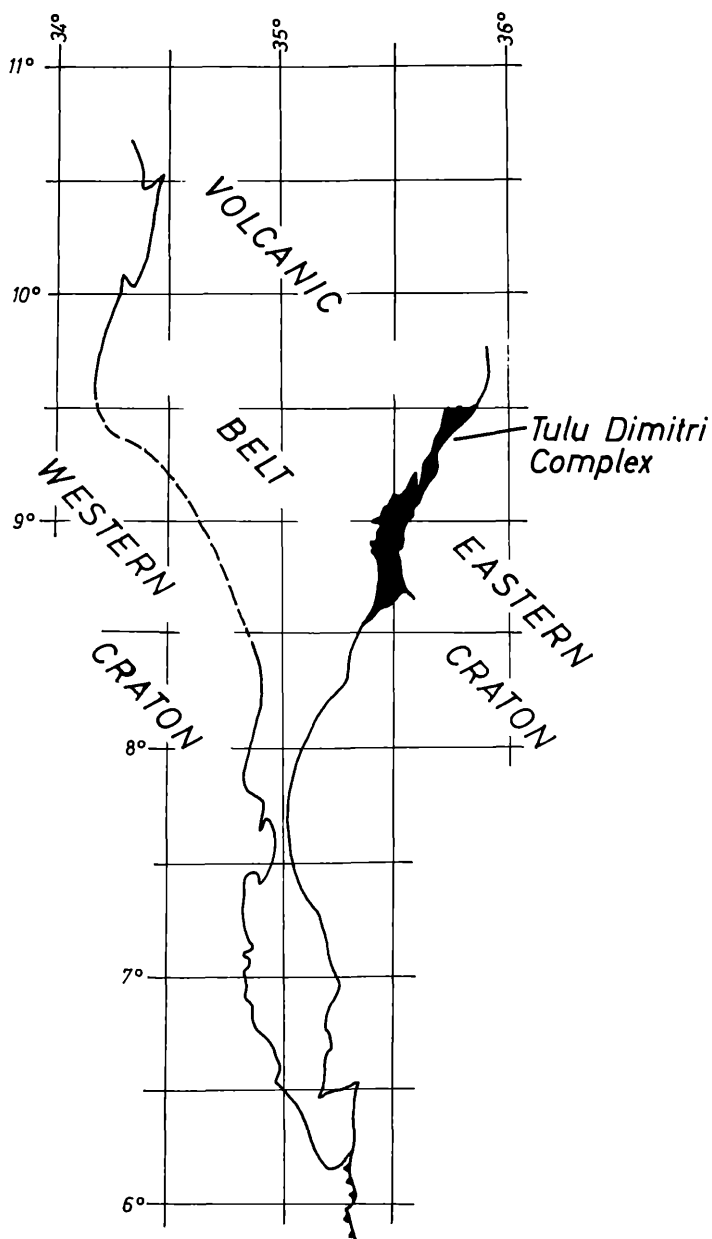 34°
35°
36°
11°
VOLCANIC
10°
BELT
Tulu Dimitri
Complex
WESTERN
9°
EASTERN
CRATON
CRATON
8°
7°
6°